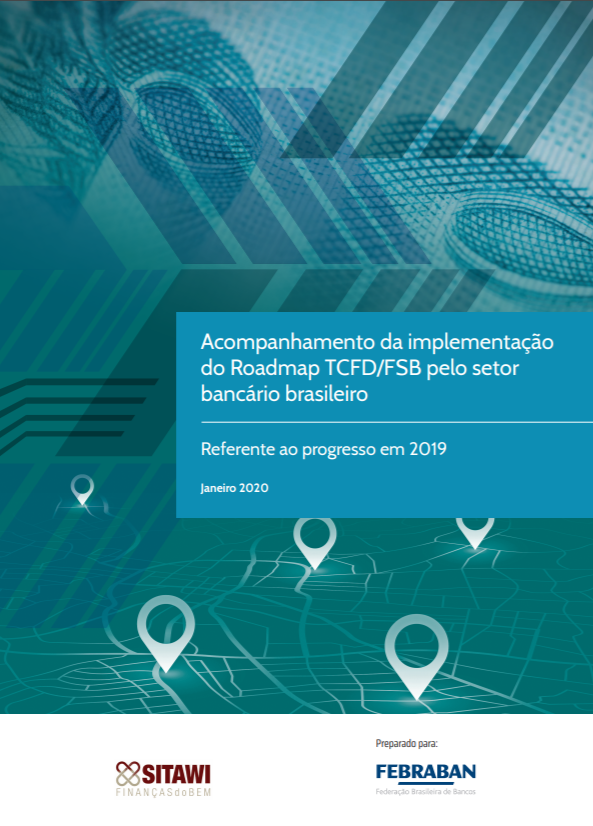 Acompanhamento da implementação
do Roadmap TCFD/FSB pelo setor
bancário brasileiro
Referente ao progresso em 2019
Janeiro 2020
Preparado para:
SITAWI
FINANÇASdoBEM
FEBRABAN
Federação Brasileira de Bancos